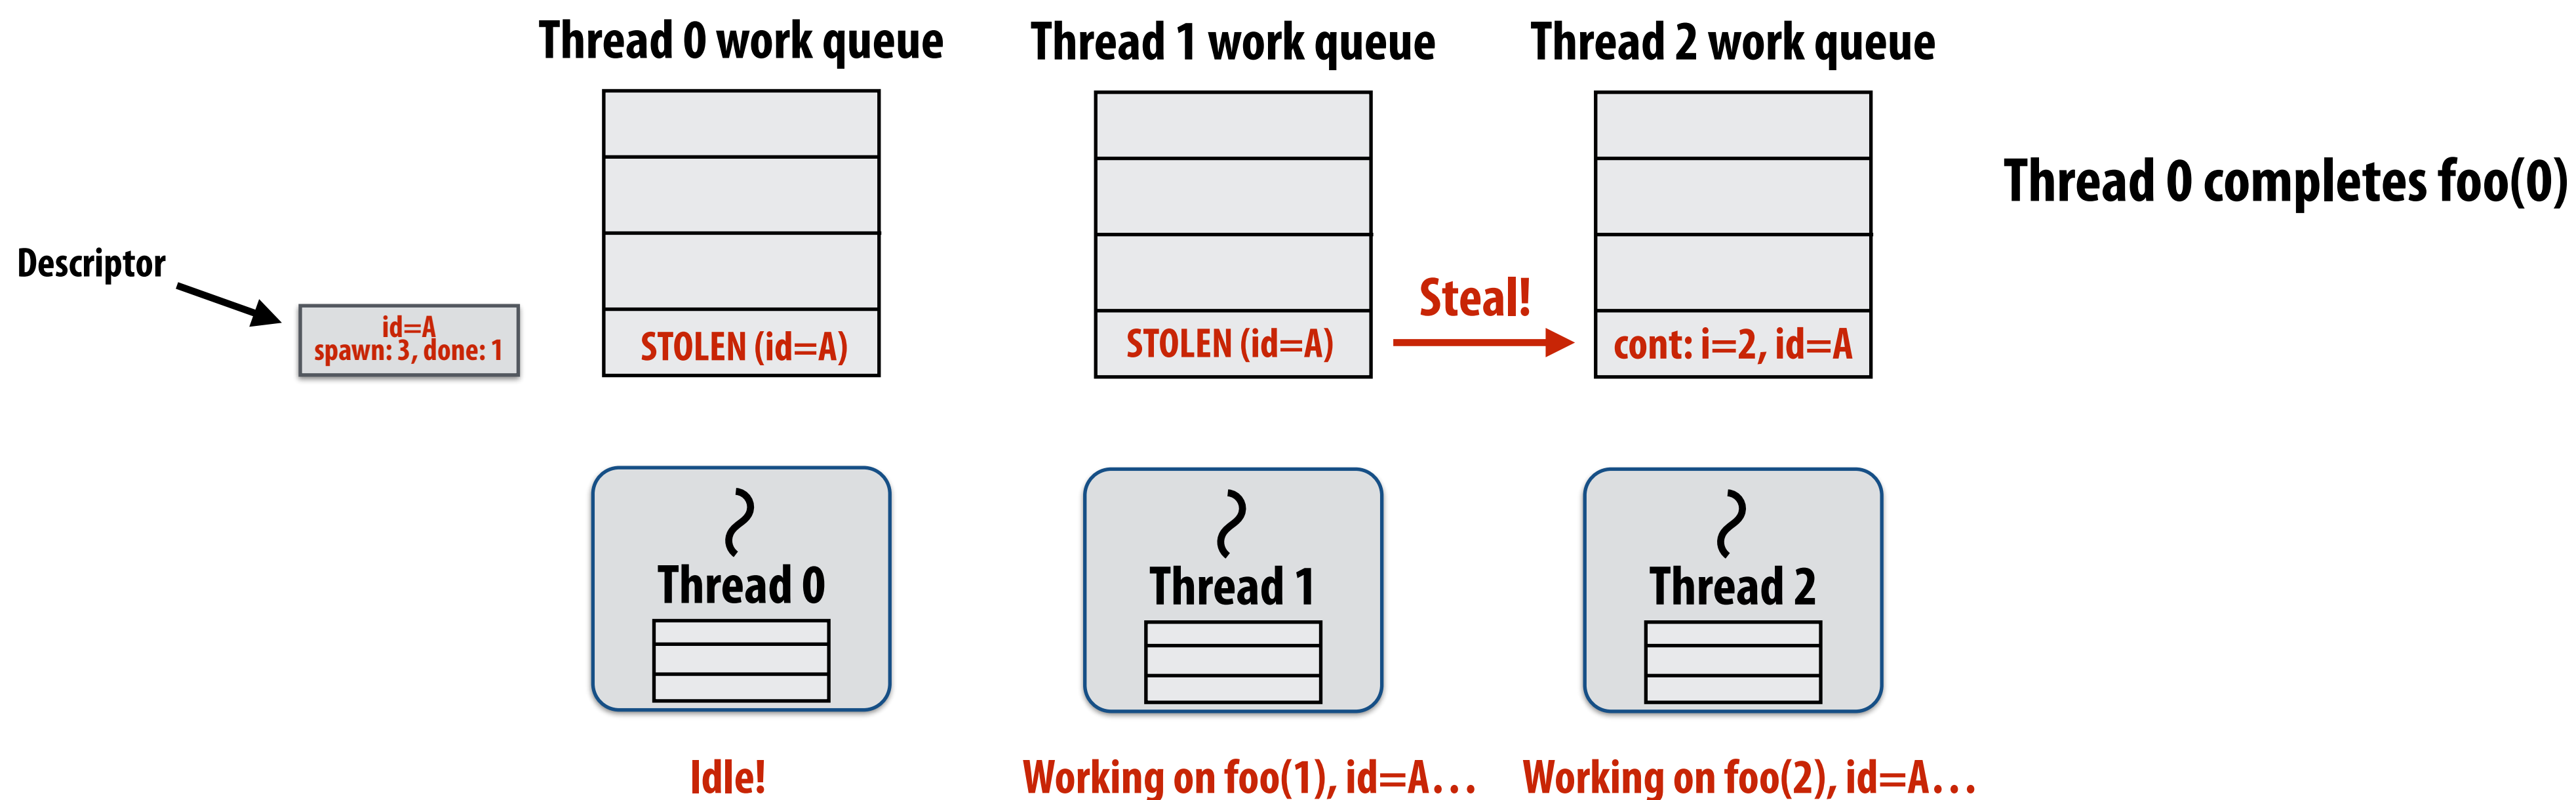 Thread 0 work queue
Thread 1 work queue
Thread 2 work queue
Thread 0 completes foo(0)
Descriptor
id=A
spawn: 3, done: 1
STOLEN (id=A)
STOLEN (id=A)
Steal!
cont: i=2, id=A
Thread 0
Thread 1
Thread 2
Idle!
Working on foo(1), id=A…
Working on foo(2), id=A…